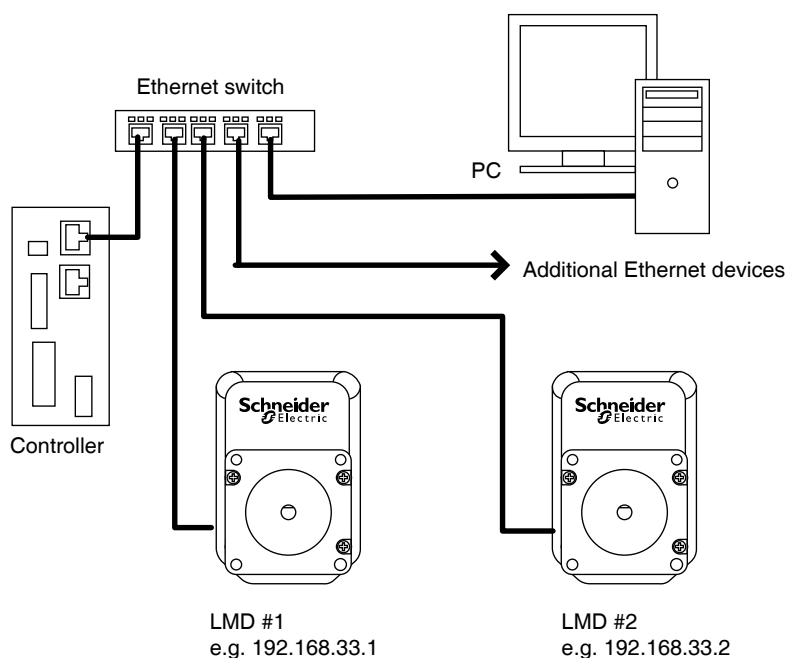 Ethernet switch
PC
Additional Ethernet devices
Controller
Schneider
Electric
Schneider
Electric
LMD #1
e.g. 192.168.33.1
LMD #2
e.g. 192.168.33.2